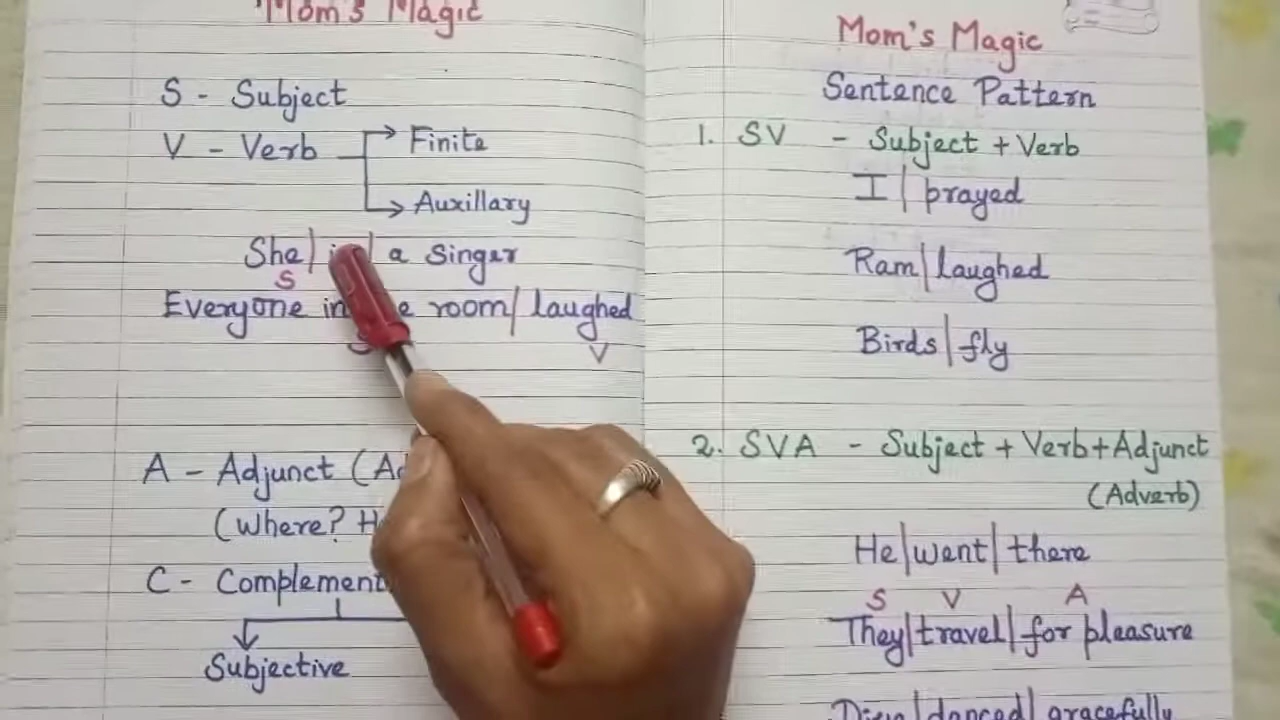 Mom's Magic
S - Subject
V - Verb
Finite
Auxillary
She| | a Singer
S
Everyone room| laughed
V
A - Adjunct (
(Where?
C - Complement
Subjective
Mom's Magic
Sentence Pattern
1. SV - Subject + Verb
I | prayed
Ram | laughed
Birds | fly
2. SVA - Subject + Verb + Adjunct
(Adverb)
He | went | there
S V A
They | travel | for pleasure
danced | gracefully